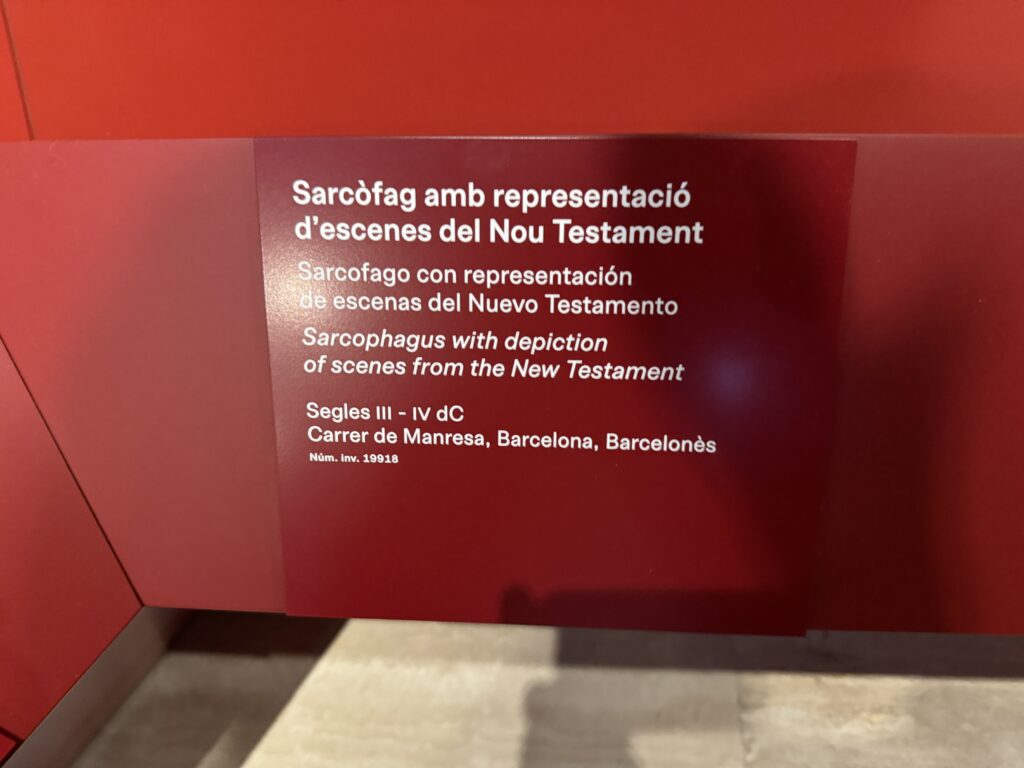 Sarcòfag amb representació
d'escenes del Nou Testament
Sarcofago con representación
de escenas del Nuevo Testamento
Sarcophagus with depiction
of scenes from the New Testament
Segles III - IV dC
Carrer de Manresa, Barcelona, Barcelonès
Núm. inv. 19918